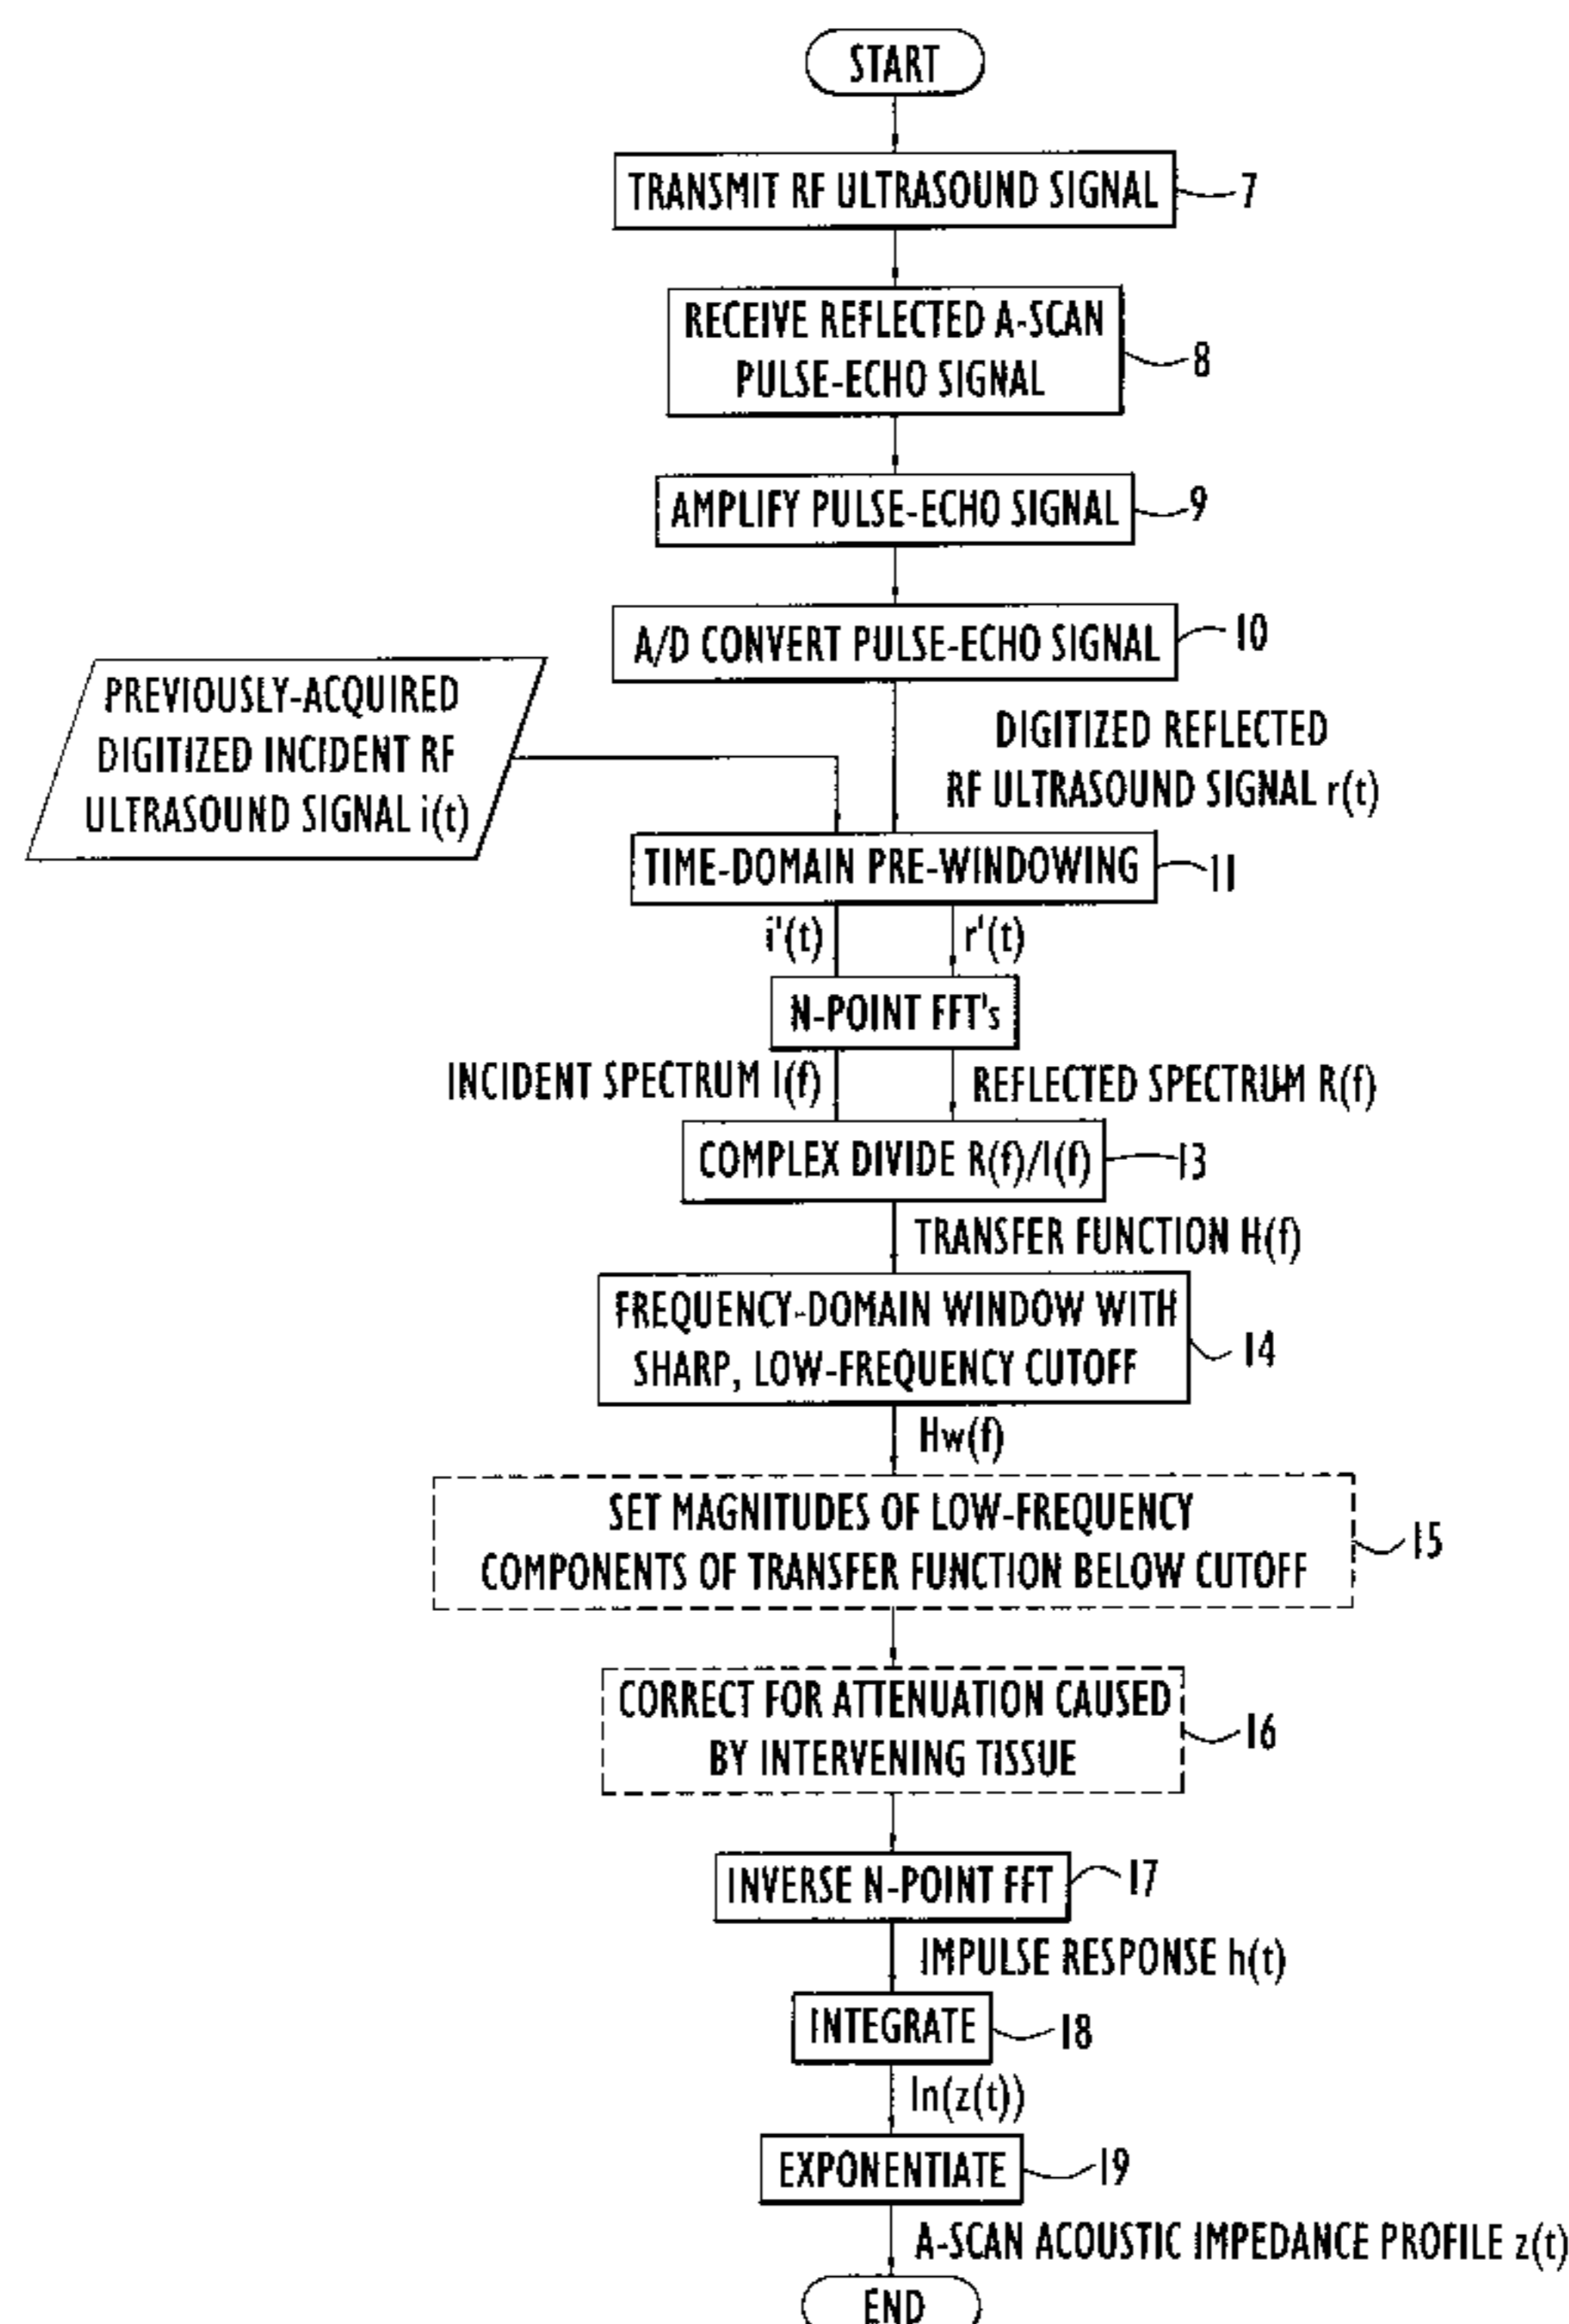 START
TRANSMIT RF ULTRASOUND SIGNAL
7
RECEIVE REFLECTED A-SCAN
PULSE-ECHO SIGNAL
8
AMPLIFY PULSE-ECHO SIGNAL
9
A/D CONVERT PULSE-ECHO SIGNAL
10
PREVIOUSLY-ACQUIRED
DIGITIZED INCIDENT RF
ULTRASOUND SIGNAL i(t)
DIGITIZED REFLECTED
RF ULTRASOUND SIGNAL r(t)
TIME-DOMAIN PRE-WINDOWING
11
i'(t)
r'(t)
N-POINT FFT's
INCIDENT SPECTRUM I(f)
REFLECTED SPECTRUM R(f)
COMPLEX DIVIDE R(f)/I(f)
13
TRANSFER FUNCTION H(f)
FREQUENCY-DOMAIN WINDOW WITH
SHARP, LOW-FREQUENCY CUTOFF
14
Hw(f)
SET MAGNITUDES OF LOW-FREQUENCY
COMPONENTS OF TRANSFER FUNCTION BELOW CUTOFF
15
CORRECT FOR ATTENUATION CAUSED
BY INTERVENING TISSUE
16
INVERSE N-POINT FFT
17
IMPULSE RESPONSE h(t)
INTEGRATE
18
ln(z(t))
EXPONENTIATE
19
A-SCAN ACOUSTIC IMPEDANCE PROFILE z(t)
END